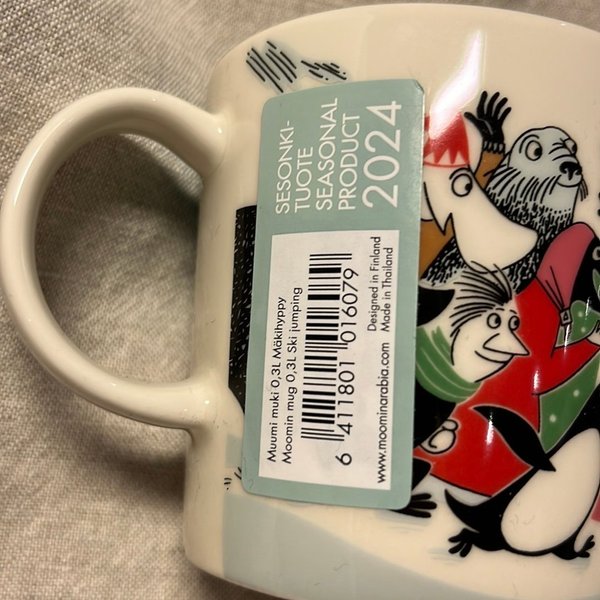 SESONKI-
TUOTE
SEASONAL
PRODUCT
2024
Muumi muki 0,3L Mäkihyppy
Moomin mug 0,3L Ski jumping
6 411801 016079
Designed in Finland
Made in Thailand
www.moominarabia.com